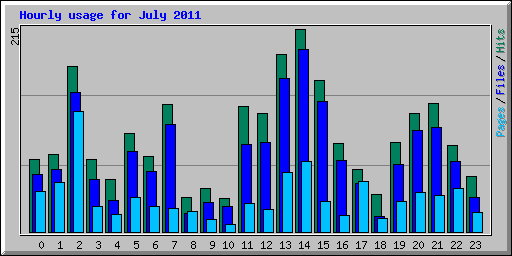 Hourly usage for July 2011
215
Pages / Files / Hits
0 1 2 3 4 5 6 7 8 9 10 11 12 13 14 15 16 17 18 19 20 21 22 23